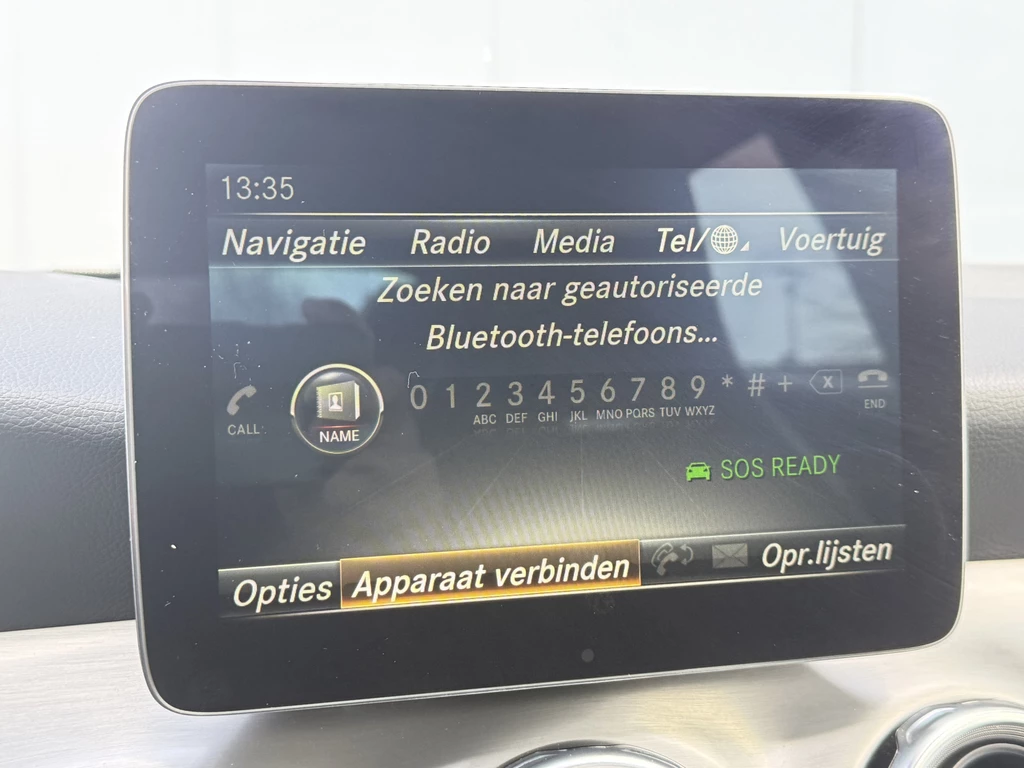 13:35
Navigatie Radio Media Tel/ Voertuig
Zoeken naar geautoriseerde
Bluetooth-telefoons...
0 1 2 3 4 5 6 7 8 9 * # + X
ABC DEF GHI JKL MNO PQRS TUV WXYZ
CALL NAME END
SOS READY
Opties Apparaat verbinden Opr.lijsten